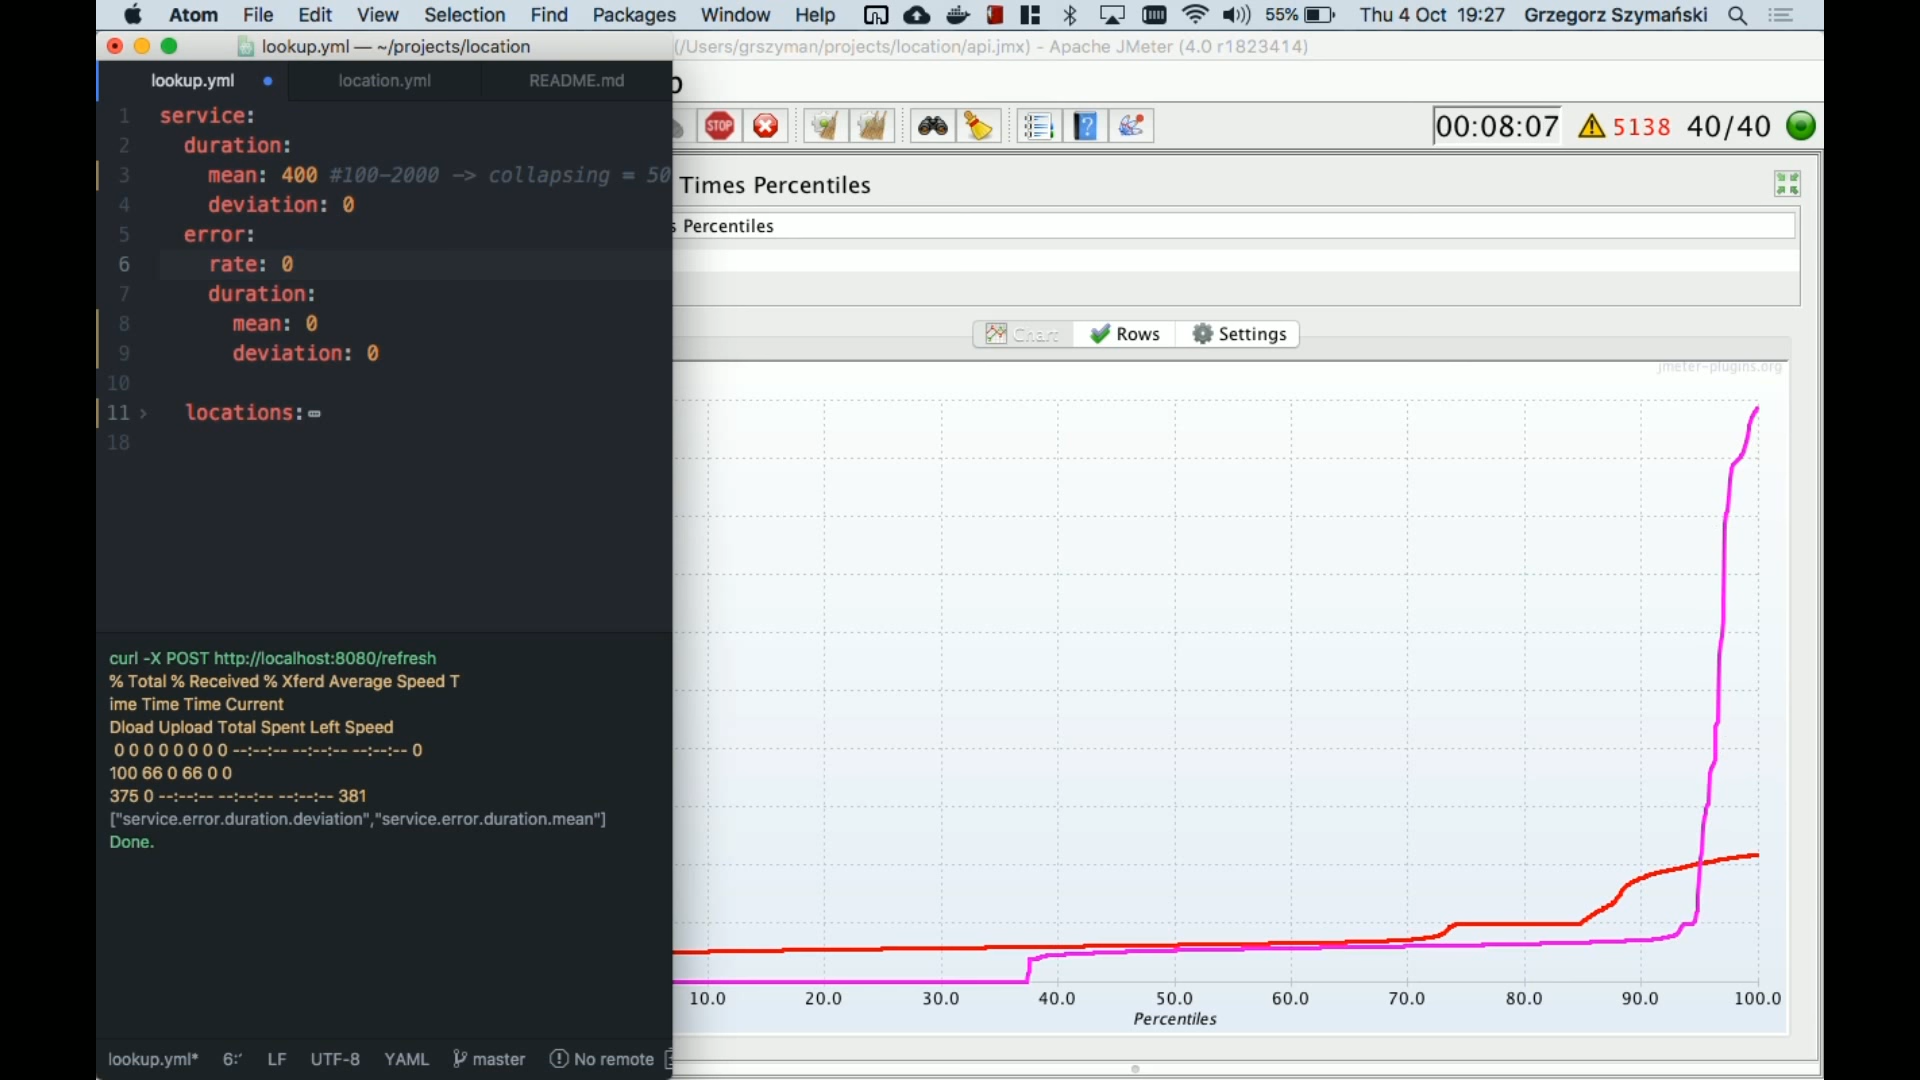 Atom File Edit View Selection Find Packages Window Help 55% Thu 4 Oct 19:27 Grzegorz Szymański
lookup.yml — ~/projects/location
(/Users/grszyman/projects/location/api.jmx) - Apache JMeter (4.0 r1823414)
lookup.yml location.yml README.md
STOP 00:08:07 5138 40/40
1 service:
2 duration:
3 mean: 400 #100-2000 -> collapsing = 50
4 deviation: 0
5 error:
6 rate: 0
7 duration:
8 mean: 0
9 deviation: 0
10
11 › locations:
18
Times Percentiles
s Percentiles
Chart Rows Settings
jmeter-plugins.org
10.0 20.0 30.0 40.0 50.0 60.0 70.0 80.0 90.0 100.0
Percentiles
curl -X POST http://localhost:8080/refresh
% Total % Received % Xferd Average Speed T
ime Time Time Current
Dload Upload Total Spent Left Speed
0 0 0 0 0 0 0 0 --:--:-- --:--:-- --:--:-- 0
100 66 0 66 0 0
375 0 --:--:-- --:--:-- --:--:-- 381
["service.error.duration.deviation","service.error.duration.mean"]
Done.
lookup.yml* 6: LF UTF-8 YAML master No remote